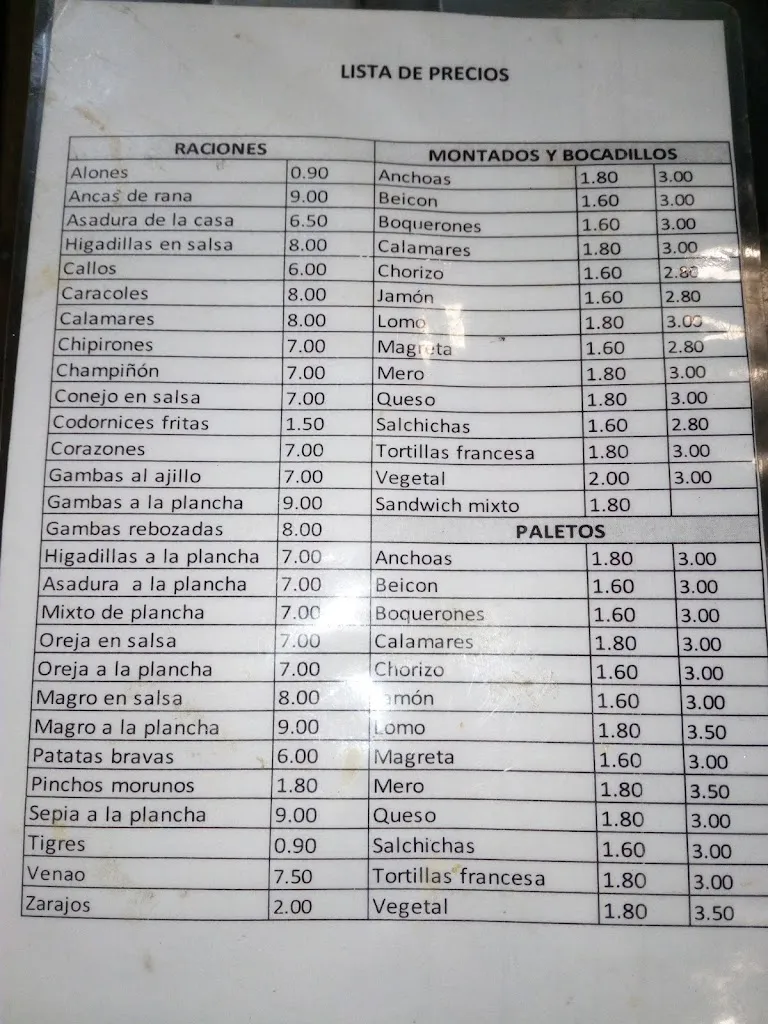 LISTA DE PRECIOS
RACIONES
Alones 0.90
Ancas de rana 9.00
Asadura de la casa 6.50
Higadillas en salsa 8.00
Callos 6.00
Caracoles 8.00
Calamares 8.00
Chipirones 7.00
Champiñón 7.00
Conejo en salsa 7.00
Codornices fritas 1.50
Corazones 7.00
Gambas al ajillo 7.00
Gambas a la plancha 9.00
Gambas rebozadas 8.00
Higadillas a la plancha 7.00
Asadura a la plancha 7.00
Mixto de plancha 7.00
Oreja en salsa 7.00
Oreja a la plancha 7.00
Magro en salsa 8.00
Magro a la plancha 9.00
Patatas bravas 6.00
Pinchos morunos 1.80
Sepia a la plancha 9.00
Tigres 0.90
Venao 7.50
Zarajos 2.00
MONTADOS Y BOCADILLOS
Anchoas 1.80 3.00
Beicon 1.60 3.00
Boquerones 1.60 3.00
Calamares 1.80 3.00
Chorizo 1.60 2.80
Jamón 1.60 2.80
Lomo 1.80 3.00
Magreta 1.60 2.80
Mero 1.80 3.00
Queso 1.80 3.00
Salchichas 1.60 2.80
Tortillas francesa 1.80 3.00
Vegetal 2.00 3.00
Sandwich mixto 1.80
PALETOS
Anchoas 1.80 3.00
Beicon 1.60 3.00
Boquerones 1.60 3.00
Calamares 1.80 3.00
Chorizo 1.60 3.00
Jamón 1.60 3.00
Lomo 1.80 3.50
Magreta 1.60 3.00
Mero 1.80 3.50
Queso 1.80 3.00
Salchichas 1.60 3.00
Tortillas francesa 1.80 3.00
Vegetal 1.80 3.50